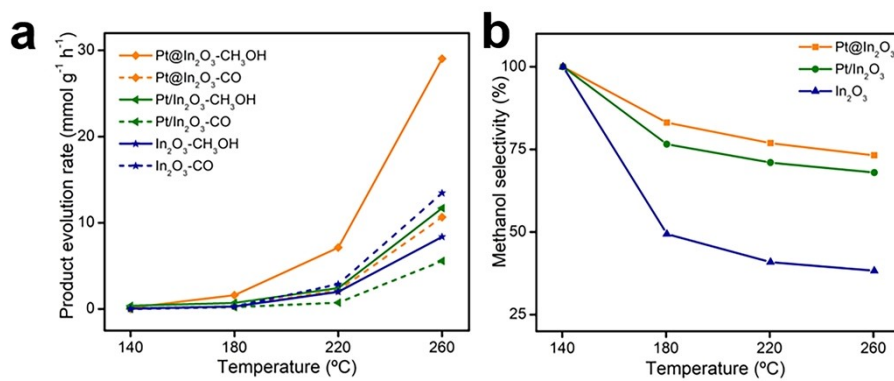 a
Product evolution rate (mmol g⁻¹ h⁻¹)
30
20
10
0
Pt@In₂O₃-CH₃OH
Pt@In₂O₃-CO
Pt/In₂O₃-CH₃OH
Pt/In₂O₃-CO
In₂O₃-CH₃OH
In₂O₃-CO
140 180 220 260
Temperature (ºC)
b
Methanol selectivity (%)
100
75
50
25
Pt@In₂O₃
Pt/In₂O₃
In₂O₃
140 180 220 260
Temperature (ºC)